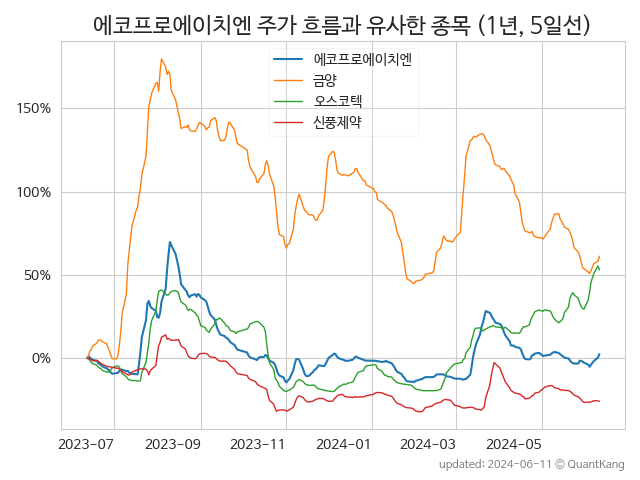 에코프로에이치엔 주가 흐름과 유사한 종목 (1년, 5일선)
에코프로에이치엔
금양
오스코텍
신풍제약
150%
100%
50%
0%
2023-07 2023-09 2023-11 2024-01 2024-03 2024-05
updated: 2024-06-11 © QuantKang